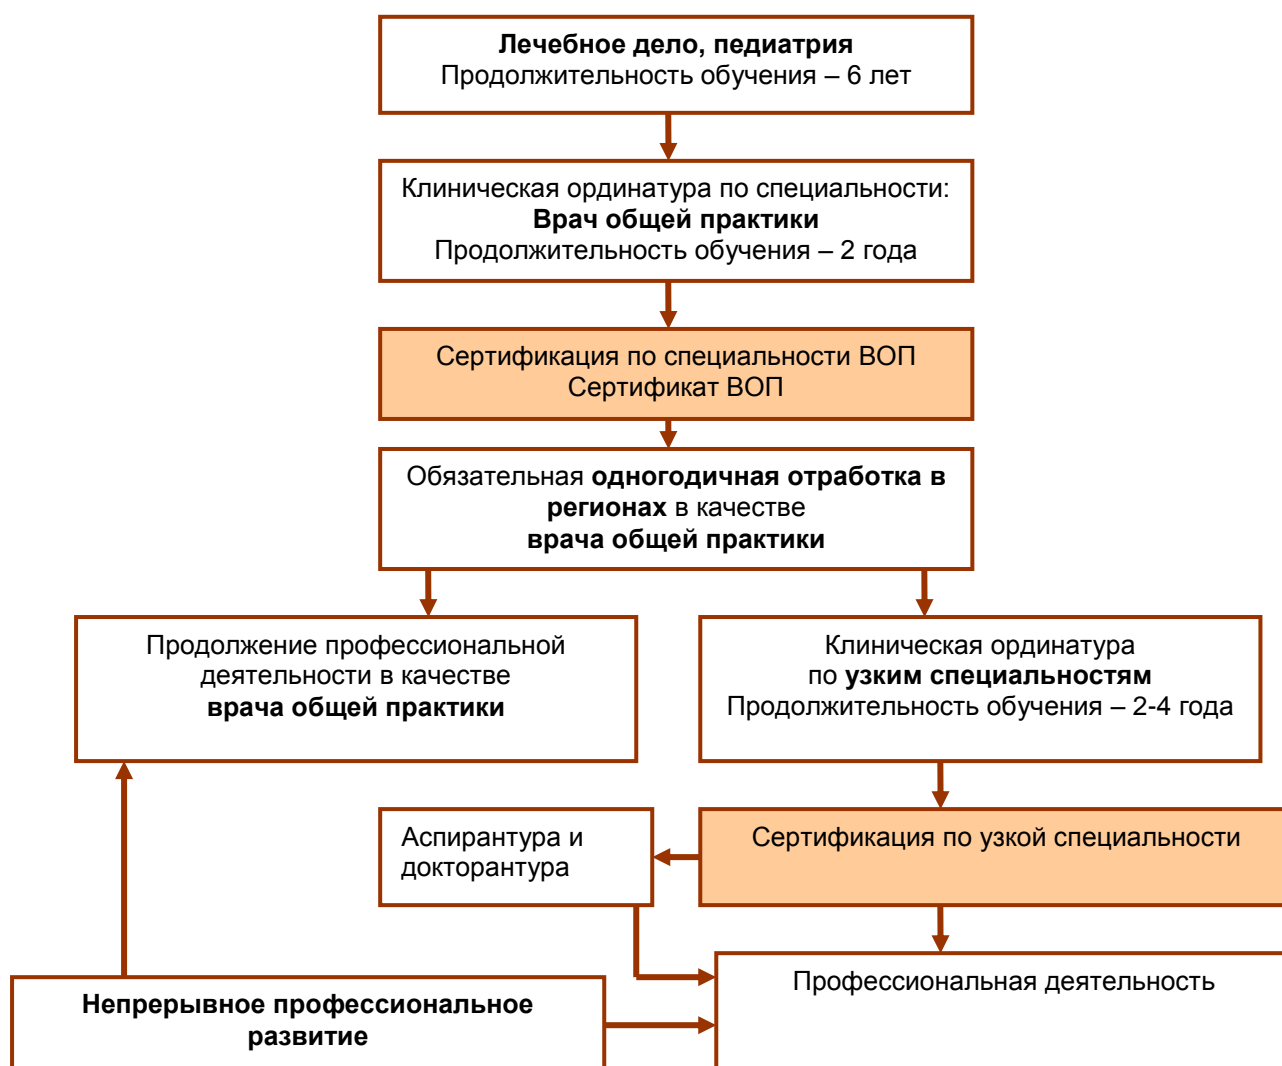 Лечебное дело, педиатрия
Продолжительность обучения – 6 лет
Клиническая ординатура по специальности:
Врач общей практики
Продолжительность обучения – 2 года
Сертификация по специальности ВОП
Сертификат ВОП
Обязательная одногодичная отработка в
регионах в качестве
врача общей практики
Продолжение профессиональной
деятельности в качестве
врача общей практики
Клиническая ординатура
по узким специальностям
Продолжительность обучения – 2-4 года
Аспирантура и
докторантура
Сертификация по узкой специальности
Непрерывное профессиональное
развитие
Профессиональная деятельность